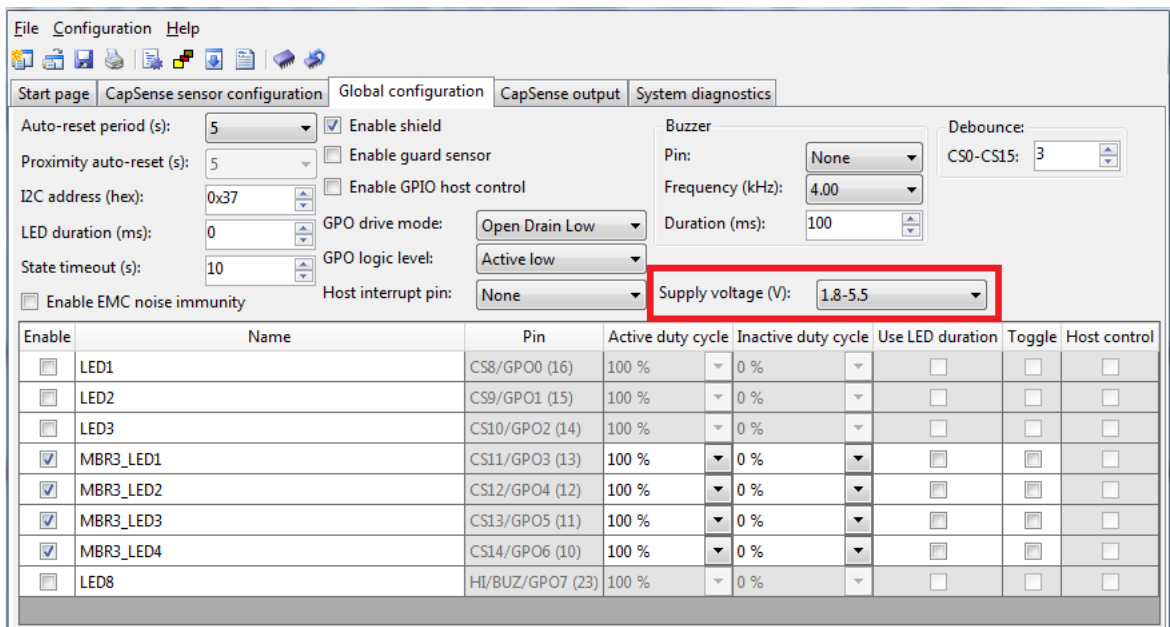 File Configuration Help
Start page CapSense sensor configuration Global configuration CapSense output System diagnostics
Auto-reset period (s): 5
Proximity auto-reset (s): 5
I2C address (hex): 0x37
LED duration (ms): 0
State timeout (s): 10
Enable EMC noise immunity
Enable shield
Enable guard sensor
Enable GPIO host control
GPO drive mode: Open Drain Low
GPO logic level: Active low
Host interrupt pin: None
Buzzer
Pin: None
Frequency (kHz): 4.00
Duration (ms): 100
Supply voltage (V): 1.8-5.5
Debounce:
CS0-CS15: 3
Enable Name Pin Active duty cycle Inactive duty cycle Use LED duration Toggle Host control
LED1 CS8/GPO0 (16) 100 % 0 %
LED2 CS9/GPO1 (15) 100 % 0 %
LED3 CS10/GPO2 (14) 100 % 0 %
MBR3_LED1 CS11/GPO3 (13) 100 % 0 %
MBR3_LED2 CS12/GPO4 (12) 100 % 0 %
MBR3_LED3 CS13/GPO5 (11) 100 % 0 %
MBR3_LED4 CS14/GPO6 (10) 100 % 0 %
LED8 HI/BUZ/GPO7 (23) 100 % 0 %